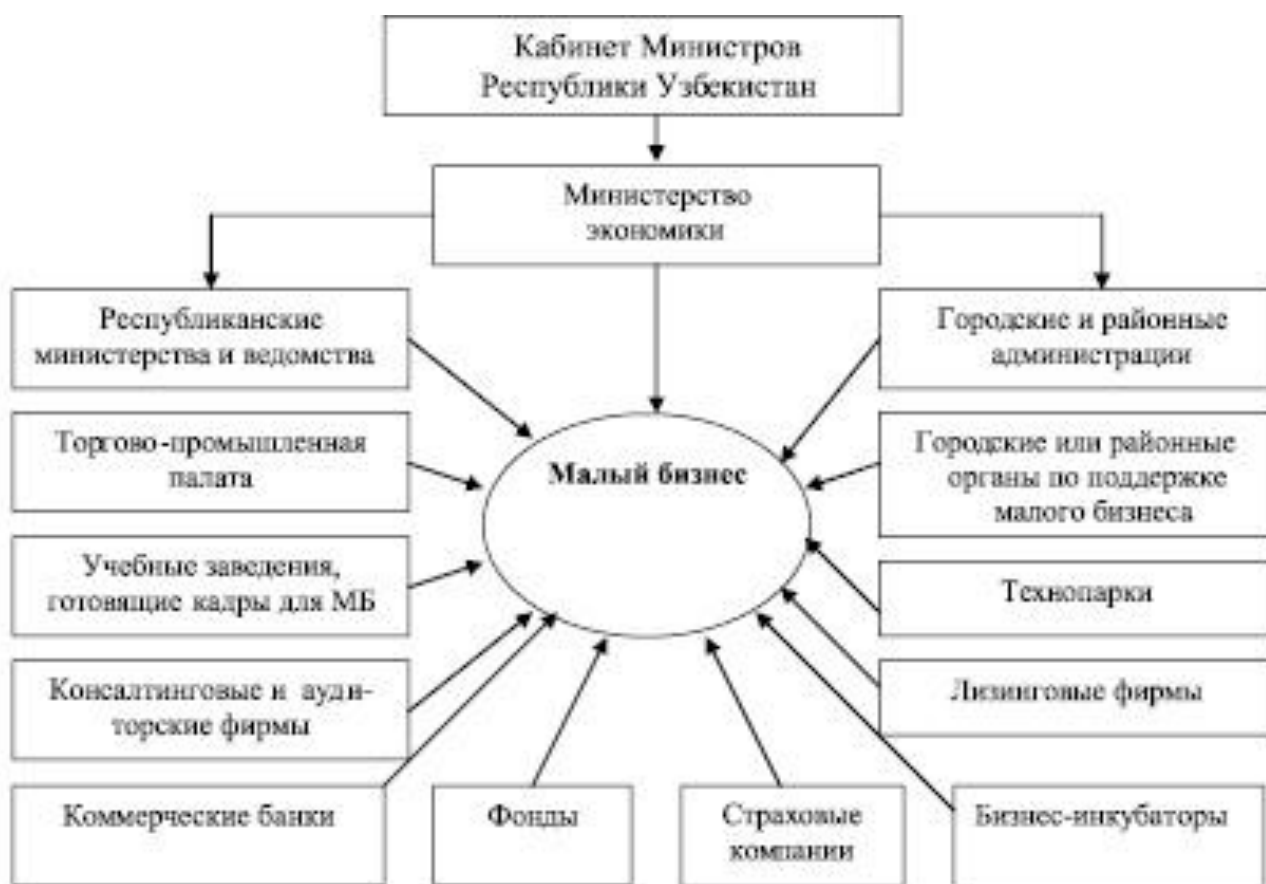 Кабинет Министров
Республики Узбекистан
Министерство
экономики
Республиканские
министерства и ведомства
Городские и районные
администрации
Малый бизнес
Торгово-промышленная
палата
Городские или районные
органы по поддержке
малого бизнеса
Учебные заведения,
готовящие кадры для МБ
Технопарки
Консалтинговые и ауди-
торские фирмы
Лизинговые фирмы
Коммерческие банки
Фонды
Страховые
компании
Бизнес-инкубаторы